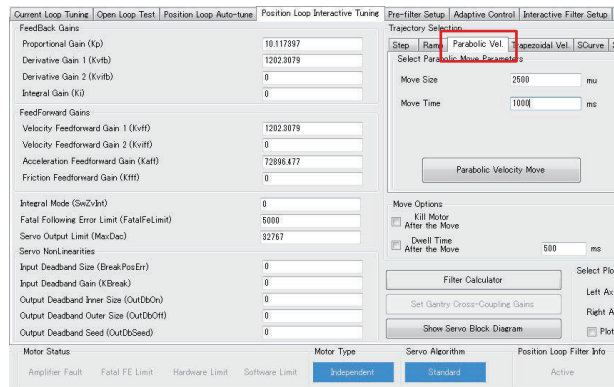 Current Loop Tuning Open Loop Test Position Loop Auto-tune Position Loop Interactive Tuning Pre-filter Setup Adaptive Control Interactive Filter Setup
FeedBack Gains
Proportional Gain (Kp) 10.117397
Derivative Gain 1 (Kvfb) 1202.3079
Derivative Gain 2 (Kvifb) 0
Integral Gain (Ki) 0
FeedForward Gains
Velocity Feedforward Gain 1 (Kvff) 1202.3079
Velocity Feedforward Gain 2 (Kviff) 0
Acceleration Feedforward Gain (Kaff) 72896.477
Friction Feedforward Gain (Kfff) 0
Integral Mode (SwZvInt) 0
Fatal Following Error Limit (FatalFeLimit) 5000
Servo Output Limit (MaxDac) 32767
Servo NonLinearities
Input Deadband Size (BreakPosErr) 0
Input Deadband Gain (KBreak) 0
Output Deadband Inner Size (OutDbOn) 0
Output Deadband Outer Size (OutDbOff) 0
Output Deadband Seed (OutDbSeed) 0
Trajectory Selection
Step Ramp Parabolic Vel. Trapezoidal Vel. SCurve
Select Parabolic Move Parameters
Move Size 2500 mu
Move Time 1000 ms
Parabolic Velocity Move
Move Options
Kill Motor
After the Move
Dwell Time
After the Move 500 ms
Filter Calculator
Set Gantry Cross-Coupling Gains
Show Servo Block Diagram
Select Plo
Left Ax
Right A
Plot
Motor Status Motor Type Servo Algorithm Position Loop Filter Info
Amplifier Fault Fatal FE Limit Hardware Limit Software Limit Independent Standard Active